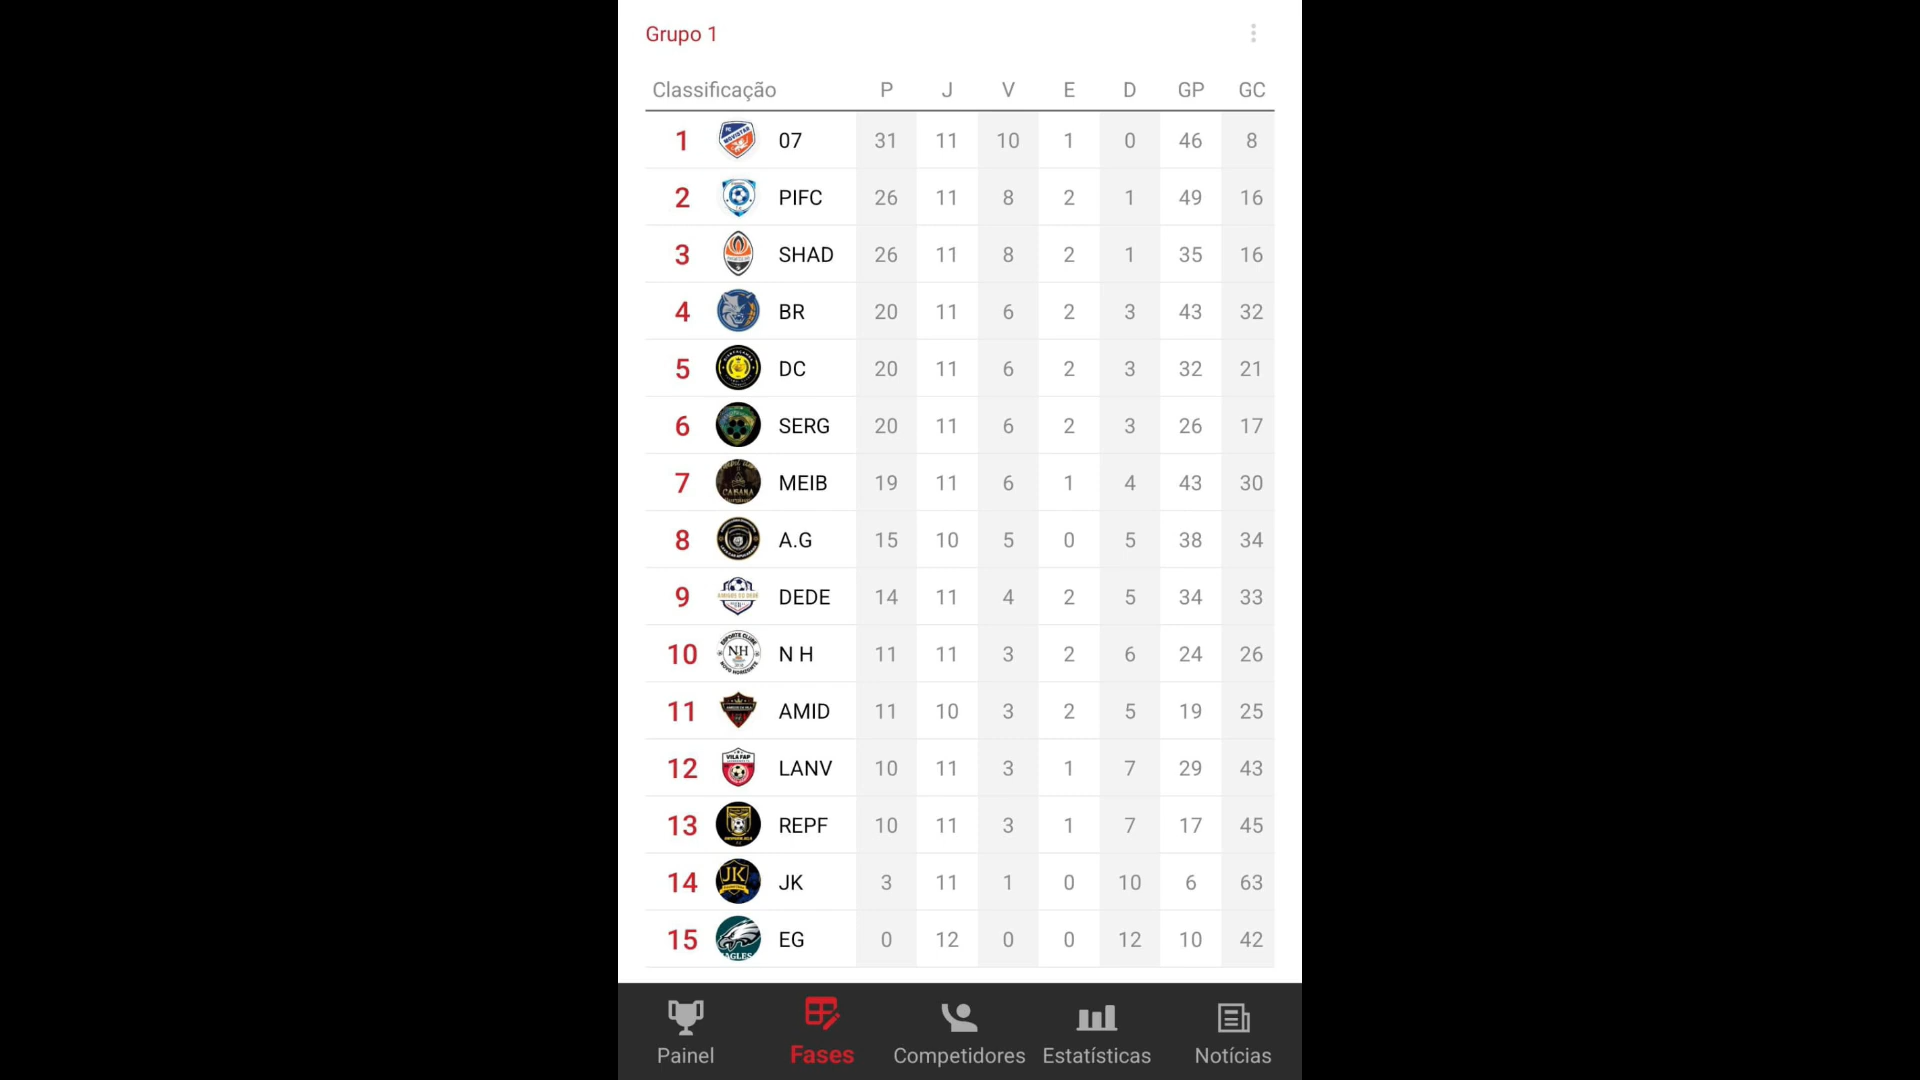 Grupo 1
Classificação P J V E D GP GC
1 07 31 11 10 1 0 46 8
2 PIFC 26 11 8 2 1 49 16
3 SHAD 26 11 8 2 1 35 16
4 BR 20 11 6 2 3 43 32
5 DC 20 11 6 2 3 32 21
6 SERG 20 11 6 2 3 26 17
7 MEIB 19 11 6 1 4 43 30
8 A.G 15 10 5 0 5 38 34
9 DEDE 14 11 4 2 5 34 33
10 N H 11 11 3 2 6 24 26
11 AMID 11 10 3 2 5 19 25
12 LANV 10 11 3 1 7 29 43
13 REPF 10 11 3 1 7 17 45
14 JK 3 11 1 0 10 6 63
15 EG 0 12 0 0 12 10 42
Painel Fases Competidores Estatísticas Notícias